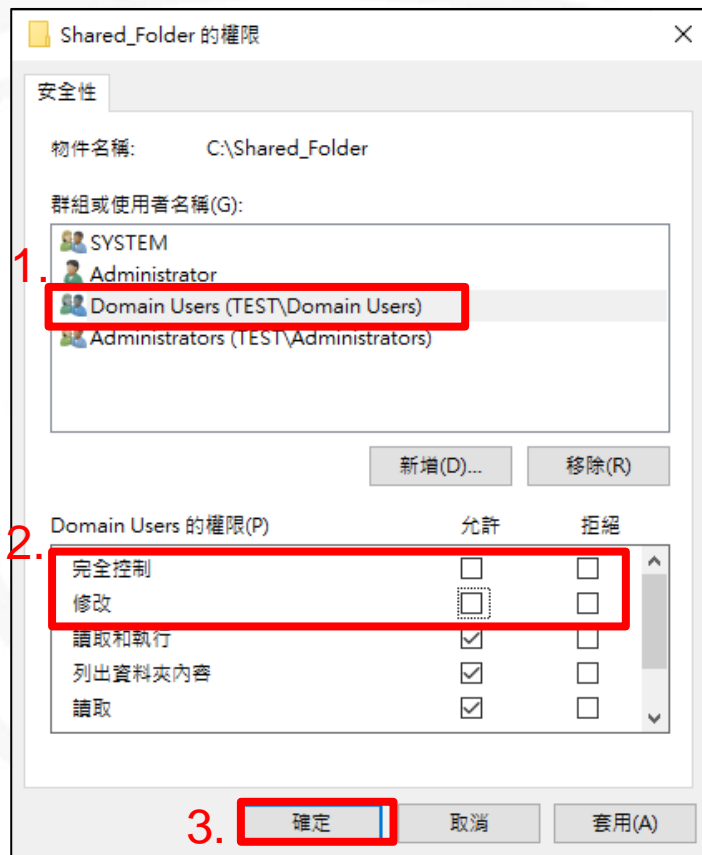 Shared_Folder 的權限
安全性
物件名稱: C:\Shared_Folder
群組或使用者名稱(G):
SYSTEM
1.
Administrator
Domain Users (TEST\Domain Users)
Administrators (TEST\Administrators)
新增(D)... 移除(R)
Domain Users 的權限(P) 允許 拒絕
2.
完全控制
修改
讀取和執行
列出資料夾內容
讀取
3. 確定 取消 套用(A)